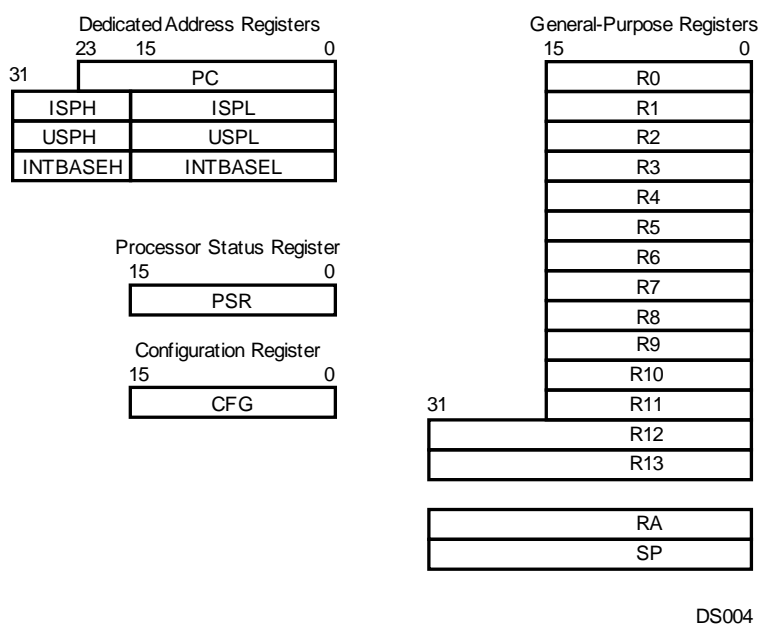 Dedicated Address Registers
23 15 0
31
PC
ISPH ISPL
USPH USPL
INTBASEH INTBASEL
Processor Status Register
15 0
PSR
Configuration Register
15 0
CFG
General-Purpose Registers
15 0
R0
R1
R2
R3
R4
R5
R6
R7
R8
R9
R10
31 R11
R12
R13
RA
SP
DS004